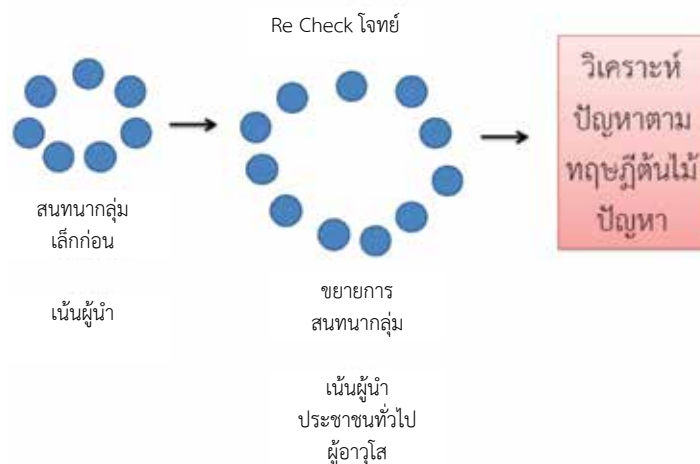 Re Check โจทย์
สนทนากลุ่ม
เล็กก่อน
เน้นผู้นำ
ขยายการ
สนทนากลุ่ม
เน้นผู้นำ
ประชาชนทั่วไป
ผู้อาวุโส
วิเคราะห์
ปัญหาตาม
ทฤษฎีต้นไม้
ปัญหา